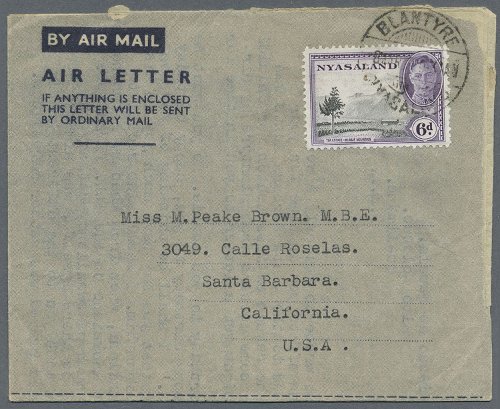 BY AIR MAIL
AIR LETTER
IF ANYTHING IS ENCLOSED
THIS LETTER WILL BE SENT
BY ORDINARY MAIL
BLANTYRE
NYASALAND
6d
Miss M.Peake Brown. M.B.E.
3049. Calle Roselas.
Santa Barbara.
California.
U.S.A.